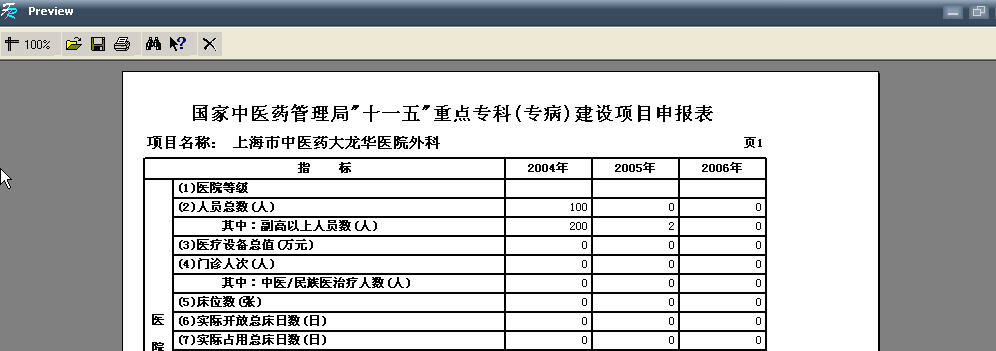 Preview
100%
国家中医药管理局"十一五"重点专科(专病)建设项目申报表
项目名称： 上海市中医药大龙华医院外科 页1
指 标 2004年 2005年 2006年
(1)医院等级
(2)人员总数(人) 100 0 0
其中：副高以上人员数(人) 200 2 0
(3)医疗设备总值(万元) 0 0 0
(4)门诊人次(人) 0 0 0
其中：中医/民族医治疗人数(人) 0 0 0
(5)床位数(张) 0 0 0
医 (6)实际开放总床日数(日) 0 0 0
院 (7)实际占用总床日数(日) 0 0 0